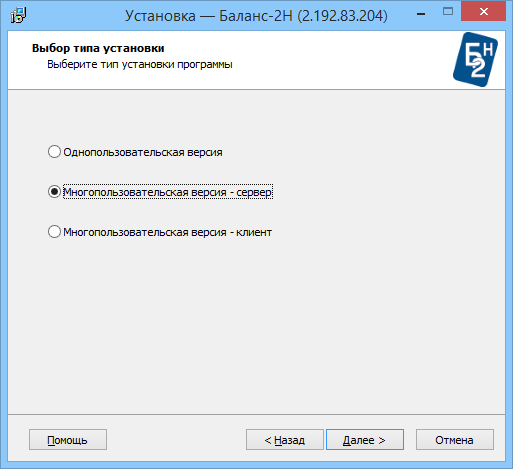 Установка — Баланс-2Н (2.192.83.204)
Выбор типа установки
Выберите тип установки программы
Б2Н
Однопользовательская версия
Многопользовательская версия - сервер
Многопользовательская версия - клиент
Помощь
< Назад
Далее >
Отмена